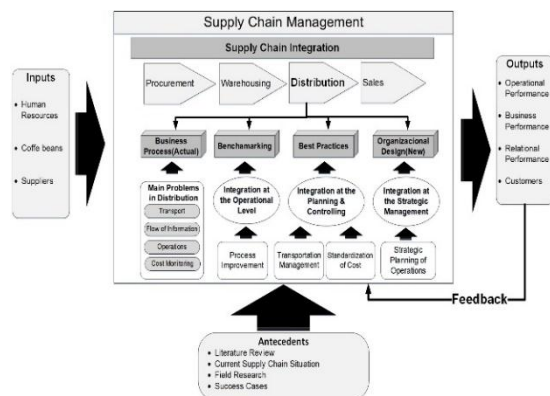 Supply Chain Management
Supply Chain Integration
Procurement
Warehousing
Distribution
Sales
Inputs
• Human
Resources
• Coffe beans
• Suppliers
Outputs
• Operational
Performance
• Business
Performance
• Relational
Performance
• Customers
Business
Process(Actual)
Benchamarking
Best Practices
Organizacional
Design(New)
Main Problems
in Distribution
Transport
Flow of Information
Operations
Cost Monitoring
Integration at
the Operational
Level
Integration at the
Planning &
Controlling
Integration at
the Strategic
Management
Process
Improvement
Transportation
Management
Standardization
of Cost
Strategic
Planning of
Operations
Feedback
Antecedents
• Literature Review
• Current Supply Chain Situation
• Field Research
• Success Cases